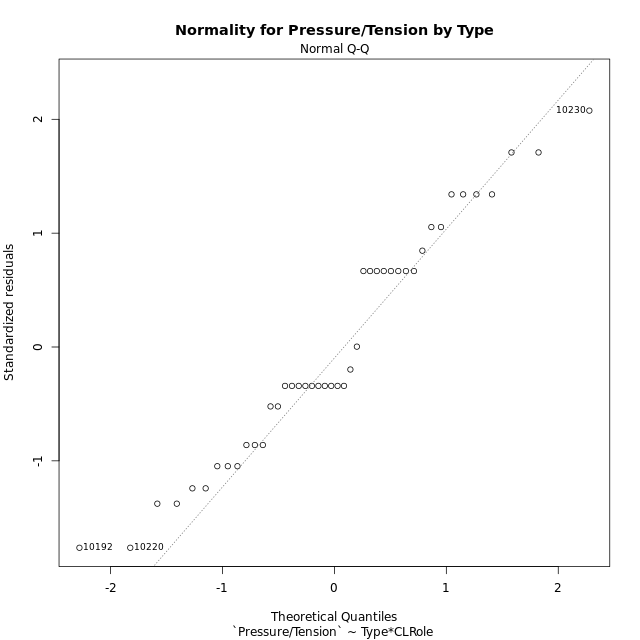 Normality for Pressure/Tension by Type
Normal Q-Q
Standardized residuals
2
1
0
-1
10230
10192
10220
-2
-1
0
1
2
Theoretical Quantiles
`Pressure/Tension` ~ Type*CLRole